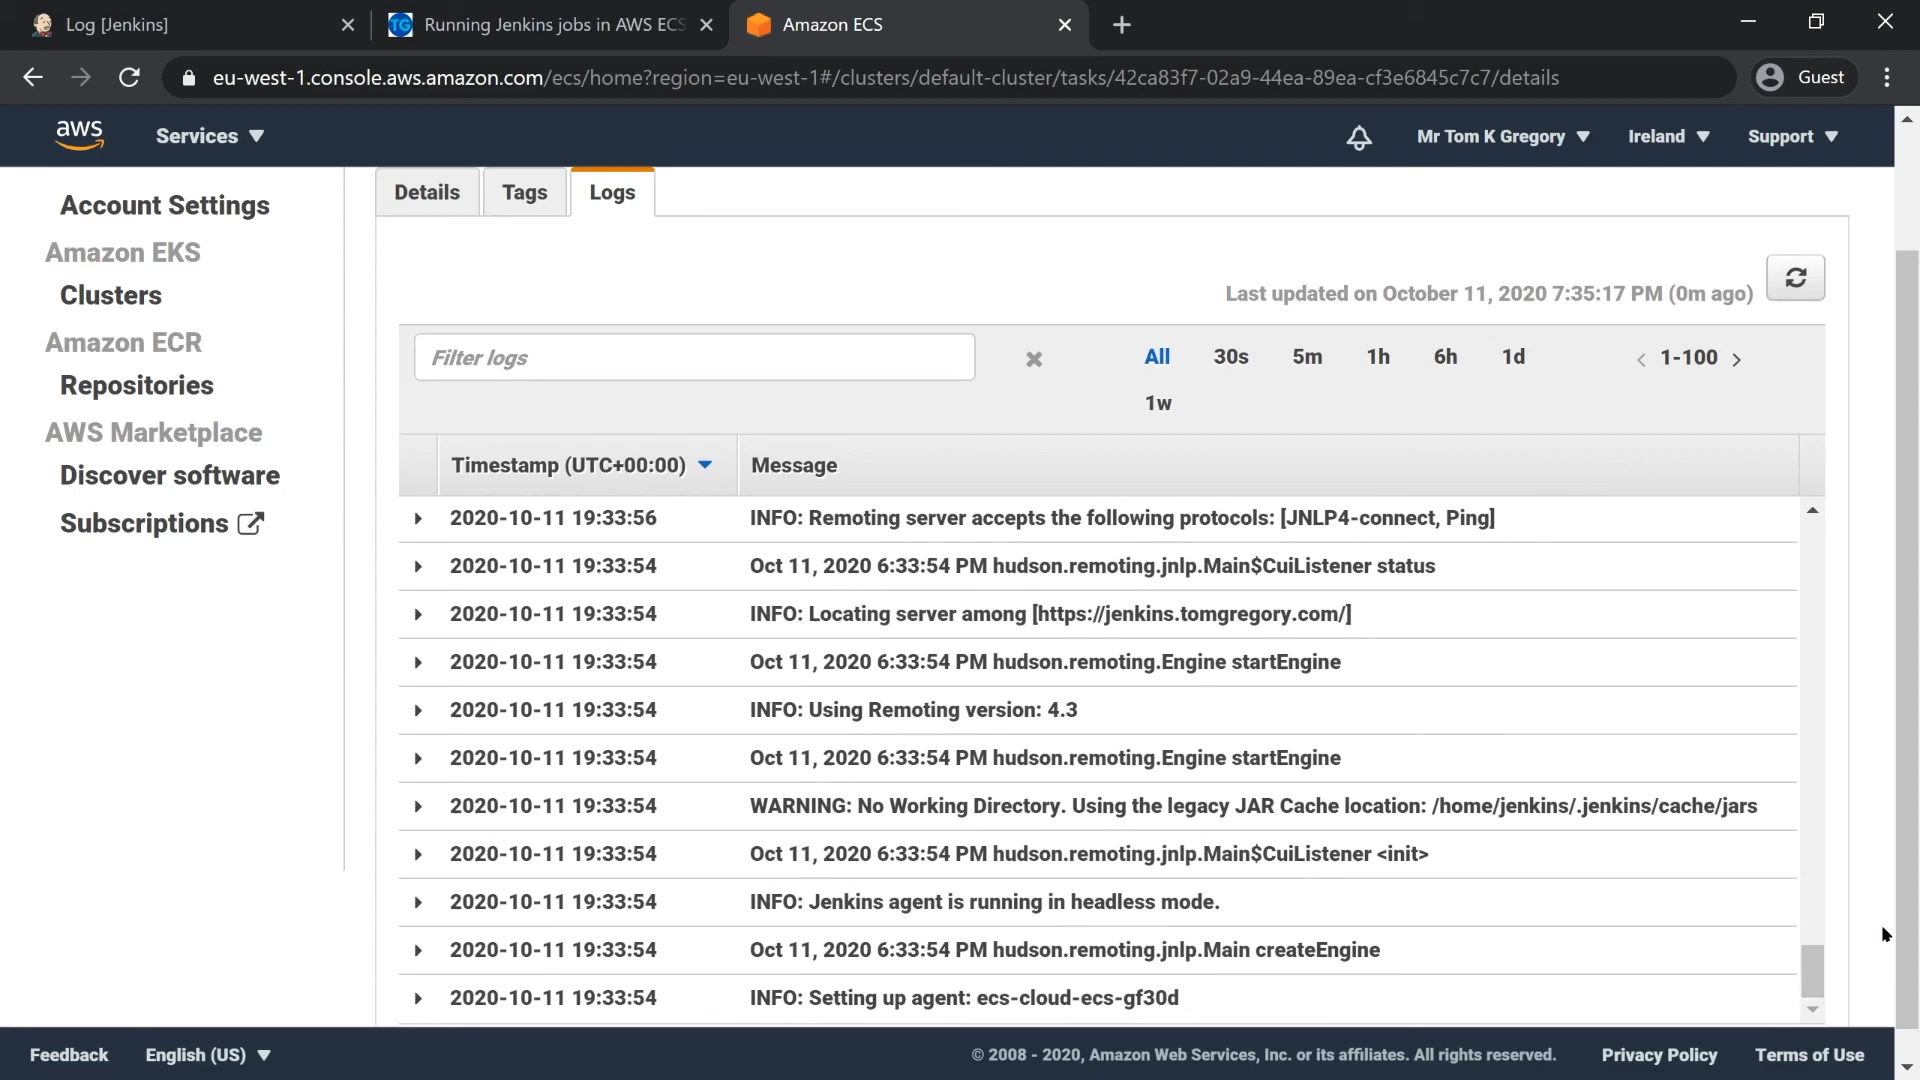 Log [Jenkins]
Running Jenkins jobs in AWS ECS
Amazon ECS
eu-west-1.console.aws.amazon.com/ecs/home?region=eu-west-1#/clusters/default-cluster/tasks/42ca83f7-02a9-44ea-89ea-cf3e6845c7c7/details
Guest
aws
Services
Mr Tom K Gregory
Ireland
Support
Account Settings
Amazon EKS
Clusters
Amazon ECR
Repositories
AWS Marketplace
Discover software
Subscriptions
Details
Tags
Logs
Last updated on October 11, 2020 7:35:17 PM (0m ago)
Filter logs
All 30s 5m 1h 6h 1d
1w
1-100
Timestamp (UTC+00:00) Message
2020-10-11 19:33:56 INFO: Remoting server accepts the following protocols: [JNLP4-connect, Ping]
2020-10-11 19:33:54 Oct 11, 2020 6:33:54 PM hudson.remoting.jnlp.Main$CuiListener status
2020-10-11 19:33:54 INFO: Locating server among [https://jenkins.tomgregory.com/]
2020-10-11 19:33:54 Oct 11, 2020 6:33:54 PM hudson.remoting.Engine startEngine
2020-10-11 19:33:54 INFO: Using Remoting version: 4.3
2020-10-11 19:33:54 Oct 11, 2020 6:33:54 PM hudson.remoting.Engine startEngine
2020-10-11 19:33:54 WARNING: No Working Directory. Using the legacy JAR Cache location: /home/jenkins/.jenkins/cache/jars
2020-10-11 19:33:54 Oct 11, 2020 6:33:54 PM hudson.remoting.jnlp.Main$CuiListener <init>
2020-10-11 19:33:54 INFO: Jenkins agent is running in headless mode.
2020-10-11 19:33:54 Oct 11, 2020 6:33:54 PM hudson.remoting.jnlp.Main createEngine
2020-10-11 19:33:54 INFO: Setting up agent: ecs-cloud-ecs-gf30d
Feedback
English (US)
© 2008 - 2020, Amazon Web Services, Inc. or its affiliates. All rights reserved.
Privacy Policy
Terms of Use